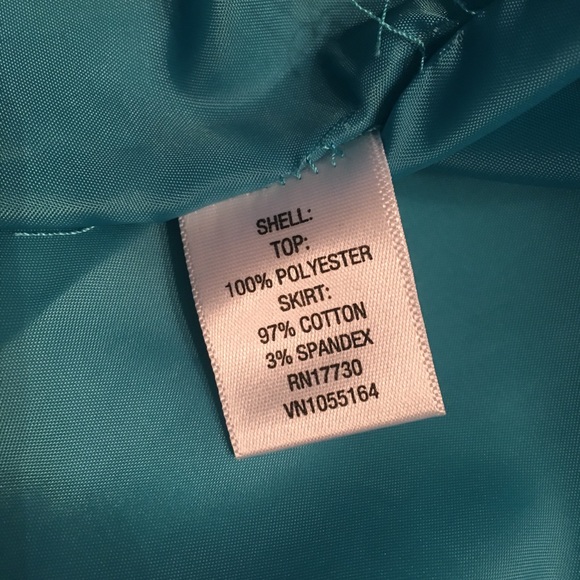 SHELL:
TOP:
100% POLYESTER
SKIRT:
97% COTTON
3% SPANDEX
RN17730
VN1055164